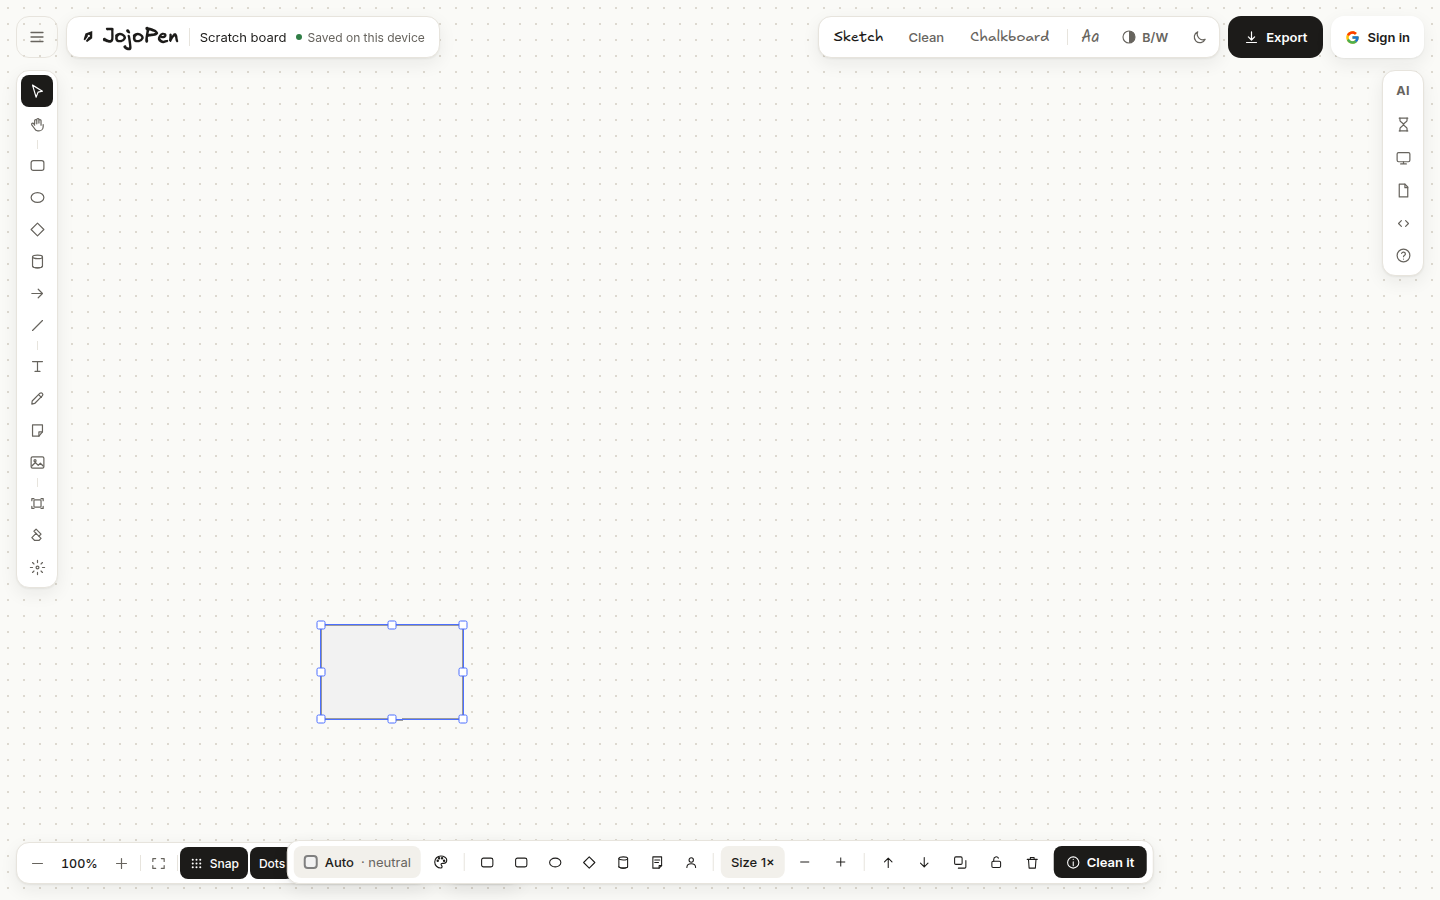 JojoPen Scratch board Saved on this device Sketch Clean Chalkboard Aa B/W Export Sign in
AI
100% Snap Dots Auto · neutral Size 1× Clean it